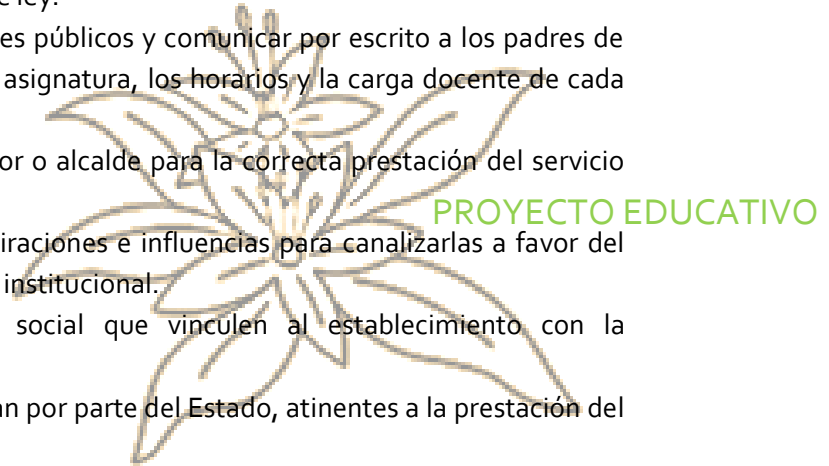 e ley.
es públicos y comunicar por escrito a los padres de
asignatura, los horarios y la carga docente de cada
or o alcalde para la correcta prestación del servicio
PROYECTO EDUCATIVO
iraciones e influencias para canalizarlas a favor del
institucional.
social que vinculen al establecimiento con la
an por parte del Estado, atinentes a la prestación del